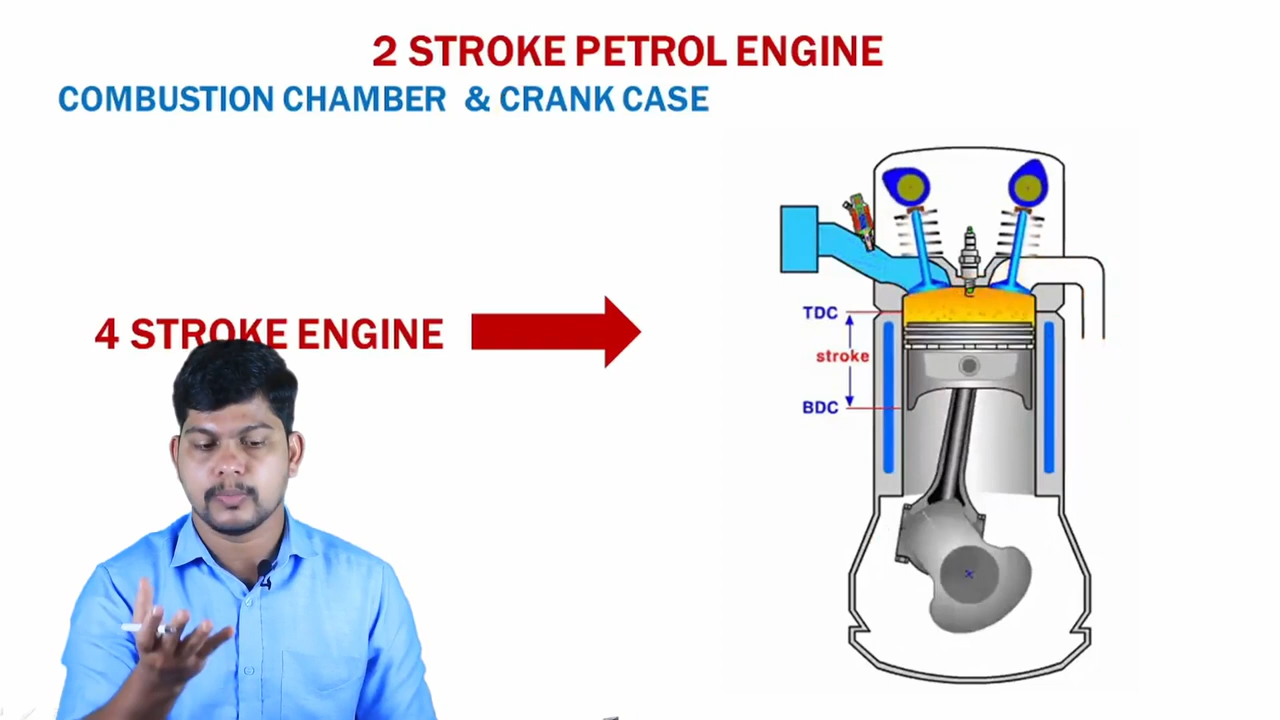 2 STROKE PETROL ENGINE
COMBUSTION CHAMBER & CRANK CASE
4 STROKE ENGINE
TDC
stroke
BDC